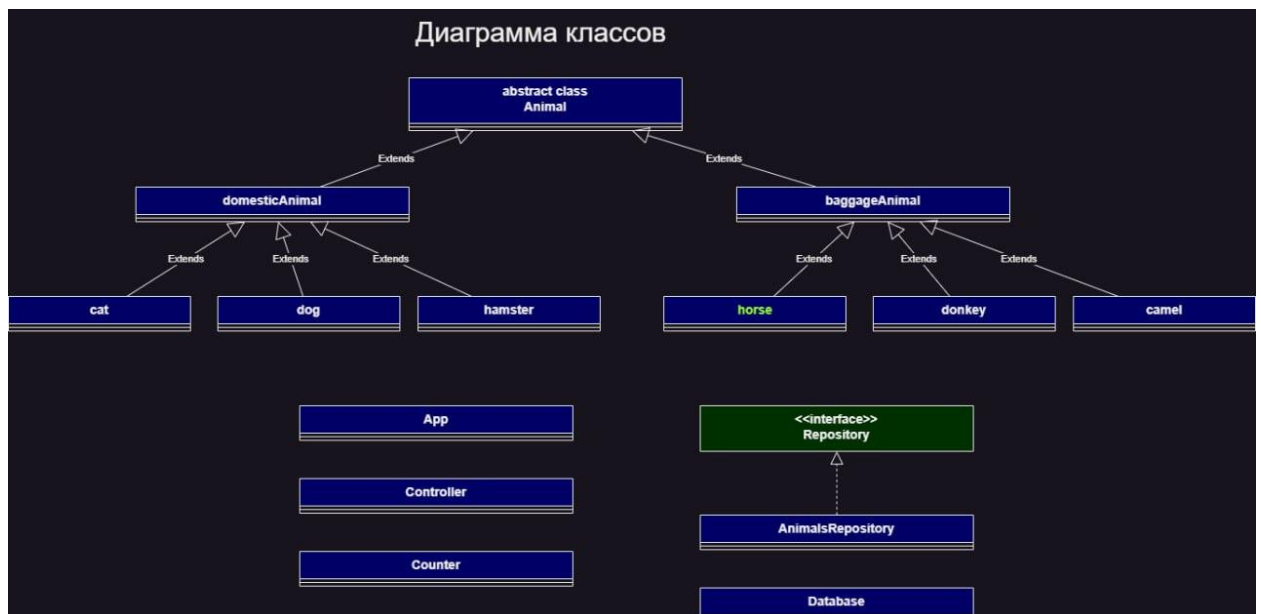 Диаграмма классов
abstract class
Animal
Extends
Extends
domesticAnimal
baggageAnimal
Extends
Extends
Extends
Extends
Extends
Extends
cat
dog
hamster
horse
donkey
camel
App
<<interface>>
Repository
Controller
AnimalsRepository
Counter
Database